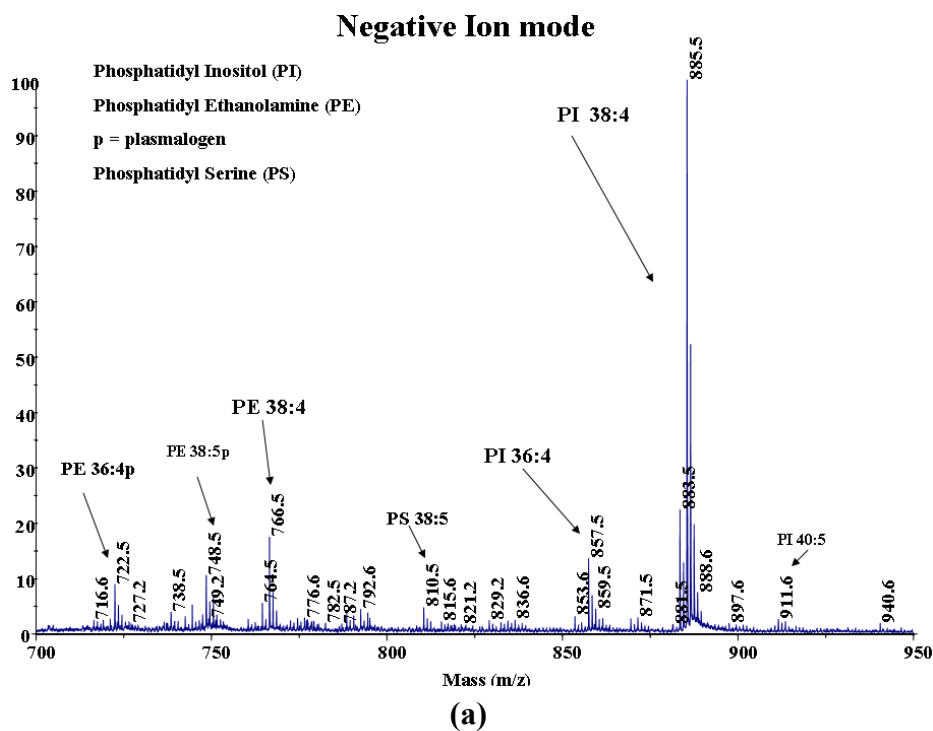 Negative Ion mode
Phosphatidyl Inositol (PI)
Phosphatidyl Ethanolamine (PE)
p = plasmalogen
Phosphatidyl Serine (PS)
100
90
80
70
60
50
40
30
20
10
0
PE 36:4p
PE 38:5p
PE 38:4
PS 38:5
PI 36:4
PI 38:4
PI 40:5
716.6
722.5
727.2
738.5
748.5
749.2
764.5
766.5
776.6
782.5
787.2
792.6
810.5
815.6
821.2
829.2
836.6
853.6
857.5
859.5
871.5
881.5
883.5
885.5
888.6
897.6
911.6
940.6
700 750 800 850 900 950
Mass (m/z)
(a)